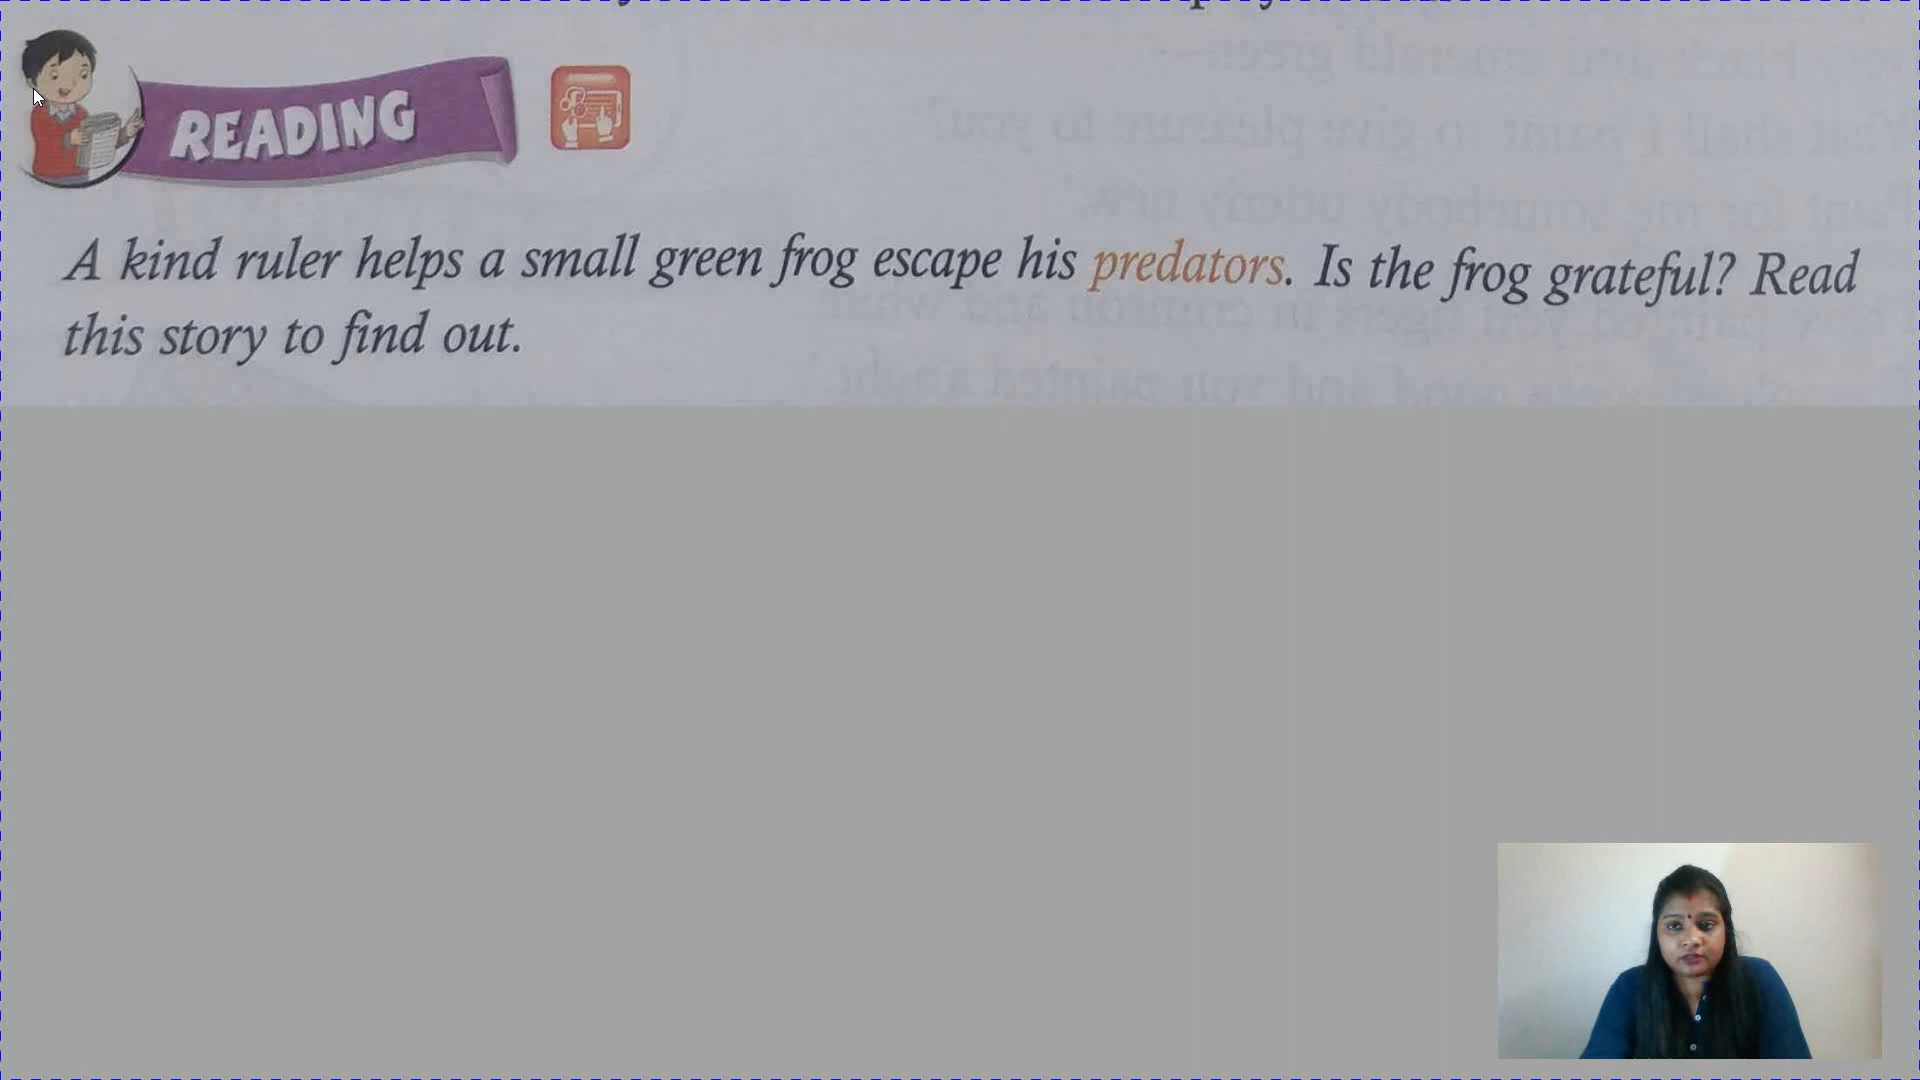 READING
A kind ruler helps a small green frog escape his predators. Is the frog grateful? Read
this story to find out.